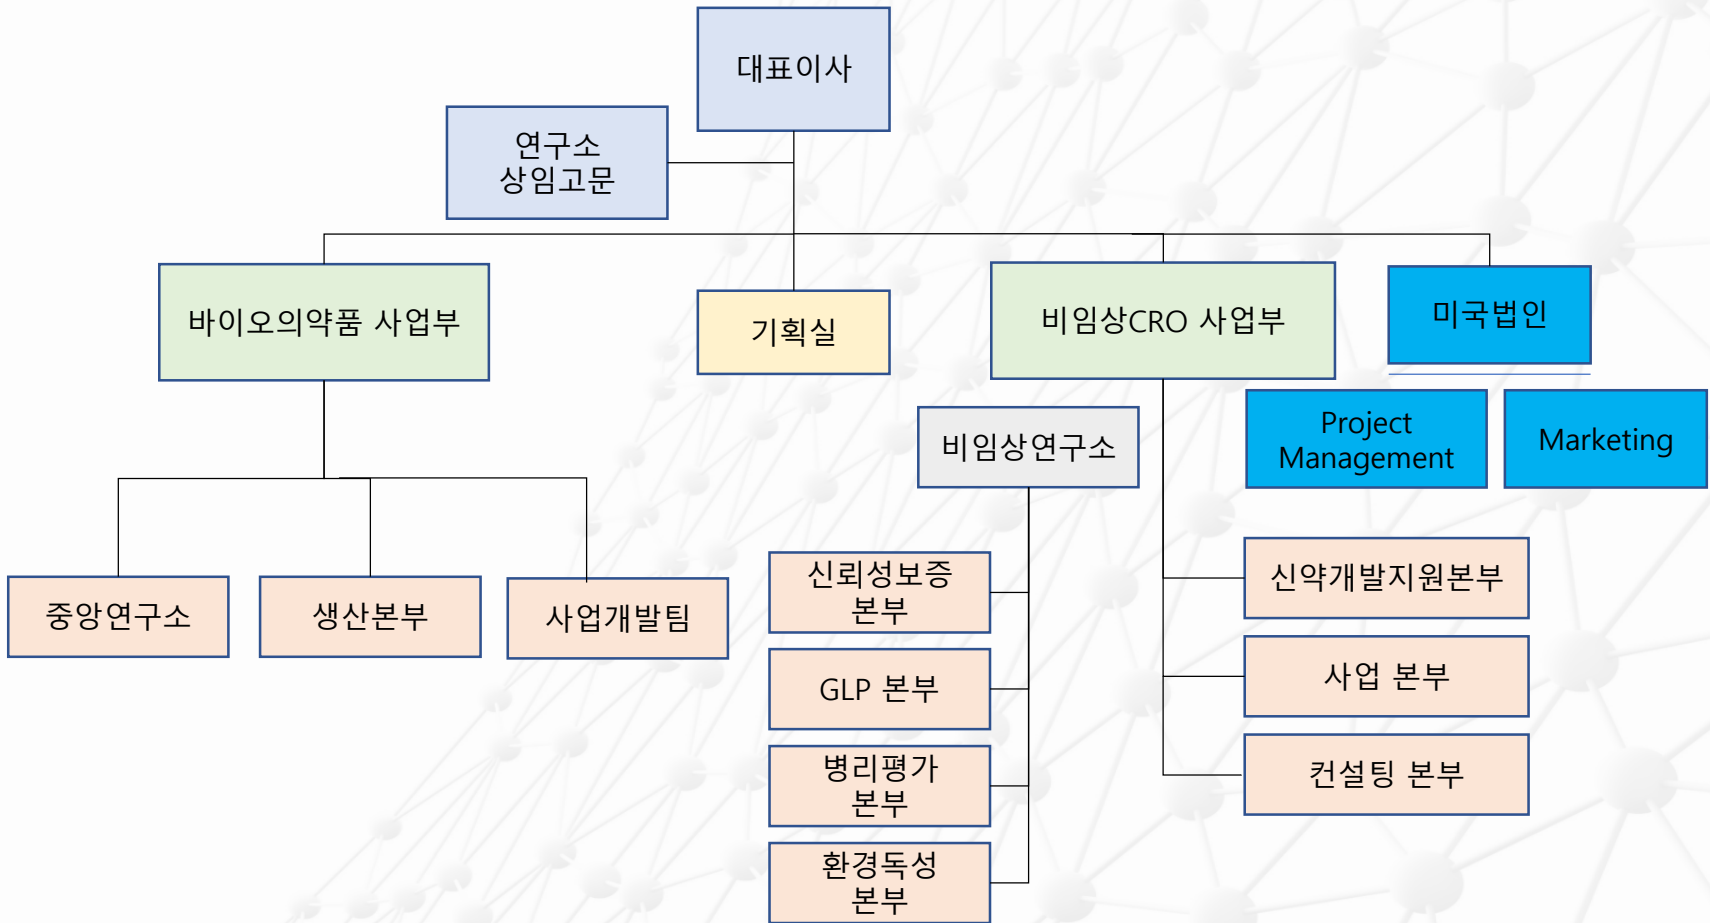 대표이사
연구소
상임고문
바이오의약품 사업부
기획실
비임상CRO 사업부
미국법인
Project
Management
Marketing
비임상연구소
중앙연구소
생산본부
사업개발팀
신뢰성보증
본부
GLP 본부
병리평가
본부
환경독성
본부
신약개발지원본부
사업 본부
컨설팅 본부